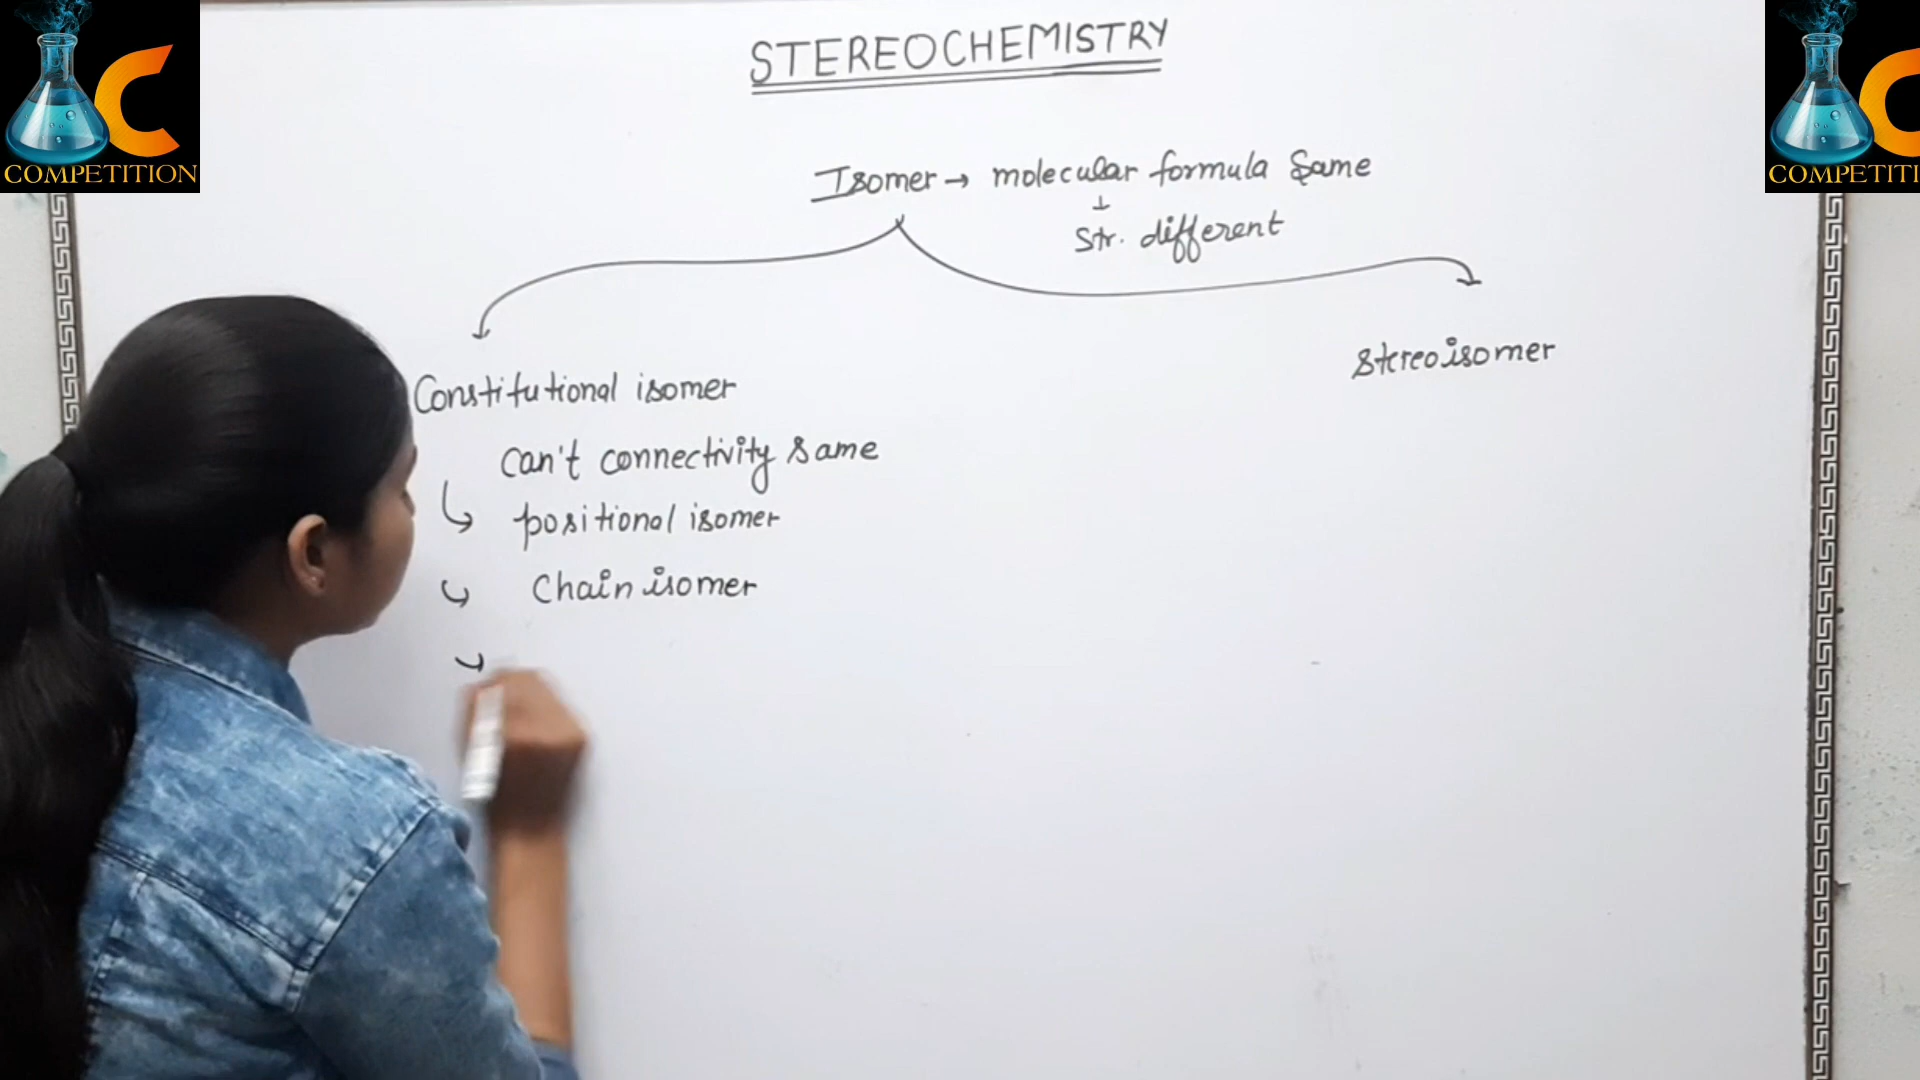 STEREOCHEMISTRY
C
COMPETITION
C
COMPETITI
Isomer → molecular formula Same
↓
Str. different
Constitutional isomer
Stereoisomer
Can't connectivity same
positional isomer
Chain isomer